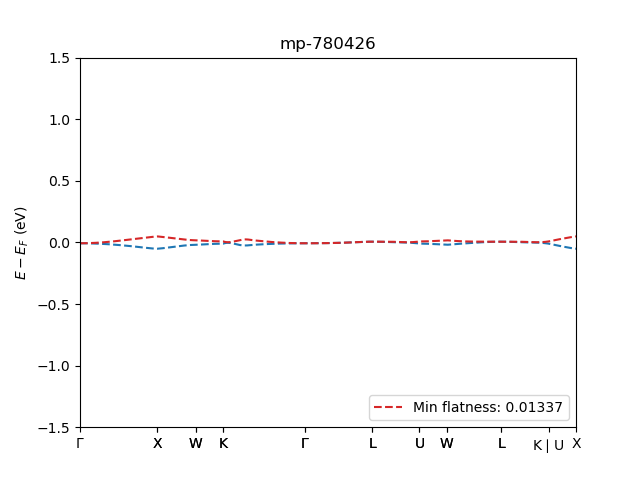 mp-780426
1.5
1.0
0.5
0.0
−0.5
−1.0
−1.5
E − E_F (eV)
Min flatness: 0.01337
Γ X W K Γ L U W L K | U X